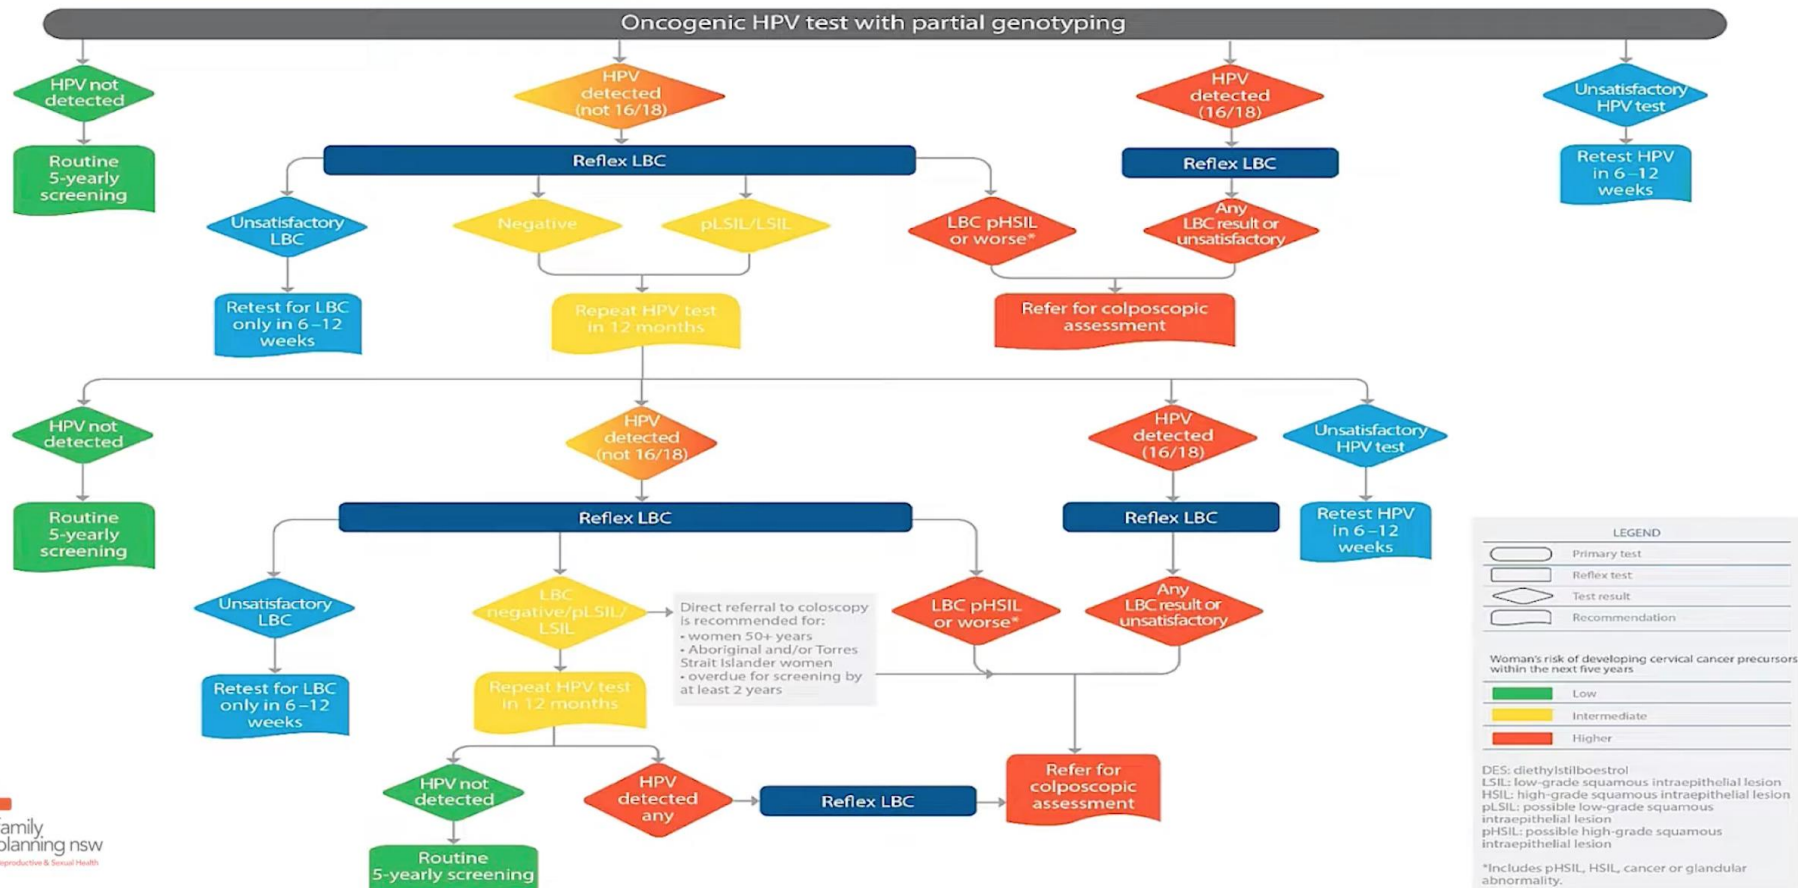 Oncogenic HPV test with partial genotyping
HPV not
detected
HPV
detected
(not 16/18)
HPV
detected
(16/18)
Unsatisfactory
HPV test
Routine
5-yearly
screening
Reflex LBC
Reflex LBC
Retest HPV
in 6–12
weeks
Unsatisfactory
LBC
Negative
pLSIL/LSIL
LBC pHSIL
or worse*
Any
LBC result or
unsatisfactory
Retest for LBC
only in 6–12
weeks
Repeat HPV test
in 12 months
Refer for colposcopic
assessment
HPV not
detected
HPV
detected
(not 16/18)
HPV
detected
(16/18)
Unsatisfactory
HPV test
Routine
5-yearly
screening
Reflex LBC
Reflex LBC
Retest HPV
in 6–12
weeks
Unsatisfactory
LBC
LBC
negative/pLSIL/
LSIL
Direct referral to coloscopy
is recommended for:
• women 50+ years
• Aboriginal and/or Torres
Strait Islander women
• overdue for screening by
at least 2 years
LBC pHSIL
or worse*
Any
LBC result or
unsatisfactory
Retest for LBC
only in 6–12
weeks
Repeat HPV test
in 12 months
HPV not
detected
HPV
detected
any
Reflex LBC
Refer for
colposcopic
assessment
Routine
5-yearly screening
LEGEND
Primary test
Reflex test
Test result
Recommendation
Woman's risk of developing cervical cancer precursors
within the next five years
Low
Intermediate
Higher
DES: diethylstilboestrol
LSIL: low-grade squamous intraepithelial lesion
HSIL: high-grade squamous intraepithelial lesion
pLSIL: possible low-grade squamous
intraepithelial lesion
pHSIL: possible high-grade squamous
intraepithelial lesion
*Includes pHSIL, HSIL, cancer or glandular
abnormality.
family
planning nsw
reproductive & Sexual Health